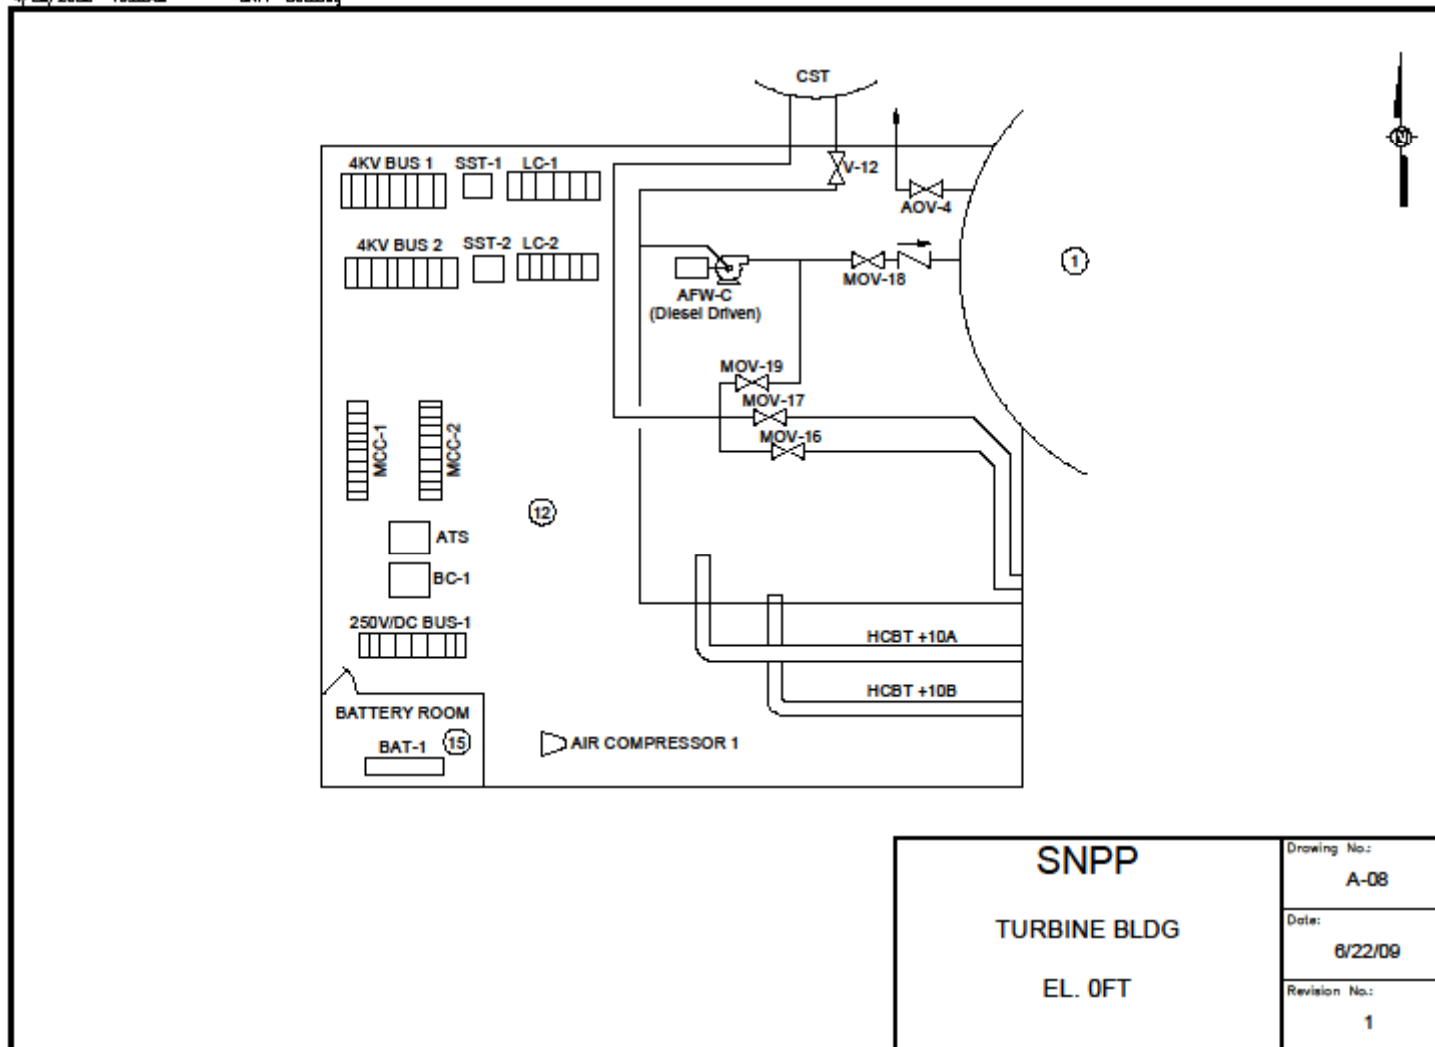 CST
4KV BUS 1
SST-1
LC-1
V-12
AOV-4
4KV BUS 2
SST-2
LC-2
1
MOV-18
AFW-C
(Diesel Driven)
MOV-19
MOV-17
MOV-16
MCC-1
MCC-2
12
ATS
BC-1
250V/DC BUS-1
HCBT +10A
HCBT +10B
BATTERY ROOM
BAT-1
15
AIR COMPRESSOR 1
N
SNPP
TURBINE BLDG
EL. 0FT
Drawing No.:
A-08
Date:
6/22/09
Revision No.:
1